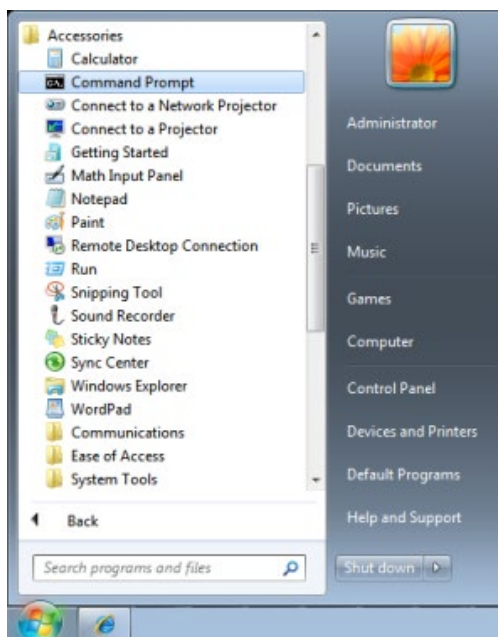 Accessories
Calculator
Command Prompt
Connect to a Network Projector
Connect to a Projector
Getting Started
Math Input Panel
Notepad
Paint
Remote Desktop Connection
Run
Snipping Tool
Sound Recorder
Sticky Notes
Sync Center
Windows Explorer
WordPad
Communications
Ease of Access
System Tools
Back
Search programs and files
Administrator
Documents
Pictures
Music
Games
Computer
Control Panel
Devices and Printers
Default Programs
Help and Support
Shut down